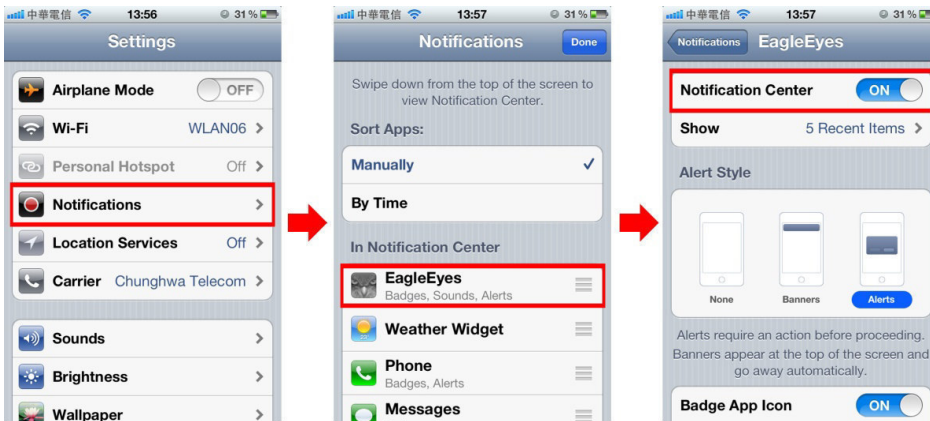 中華電信 13:56 31 %
Settings
Airplane Mode OFF
Wi-Fi WLAN06
Personal Hotspot Off
Notifications
Location Services Off
Carrier Chunghwa Telecom
Sounds
Brightness
Wallpaper
中華電信 13:57 31 %
Notifications Done
Swipe down from the top of the screen to
view Notification Center.
Sort Apps:
Manually
By Time
In Notification Center
EagleEyes
Badges, Sounds, Alerts
Weather Widget
Phone
Badges, Alerts
Messages
中華電信 13:57 31 %
Notifications EagleEyes
Notification Center ON
Show 5 Recent Items
Alert Style
None Banners Alerts
Alerts require an action before proceeding.
Banners appear at the top of the screen and
go away automatically.
Badge App Icon ON